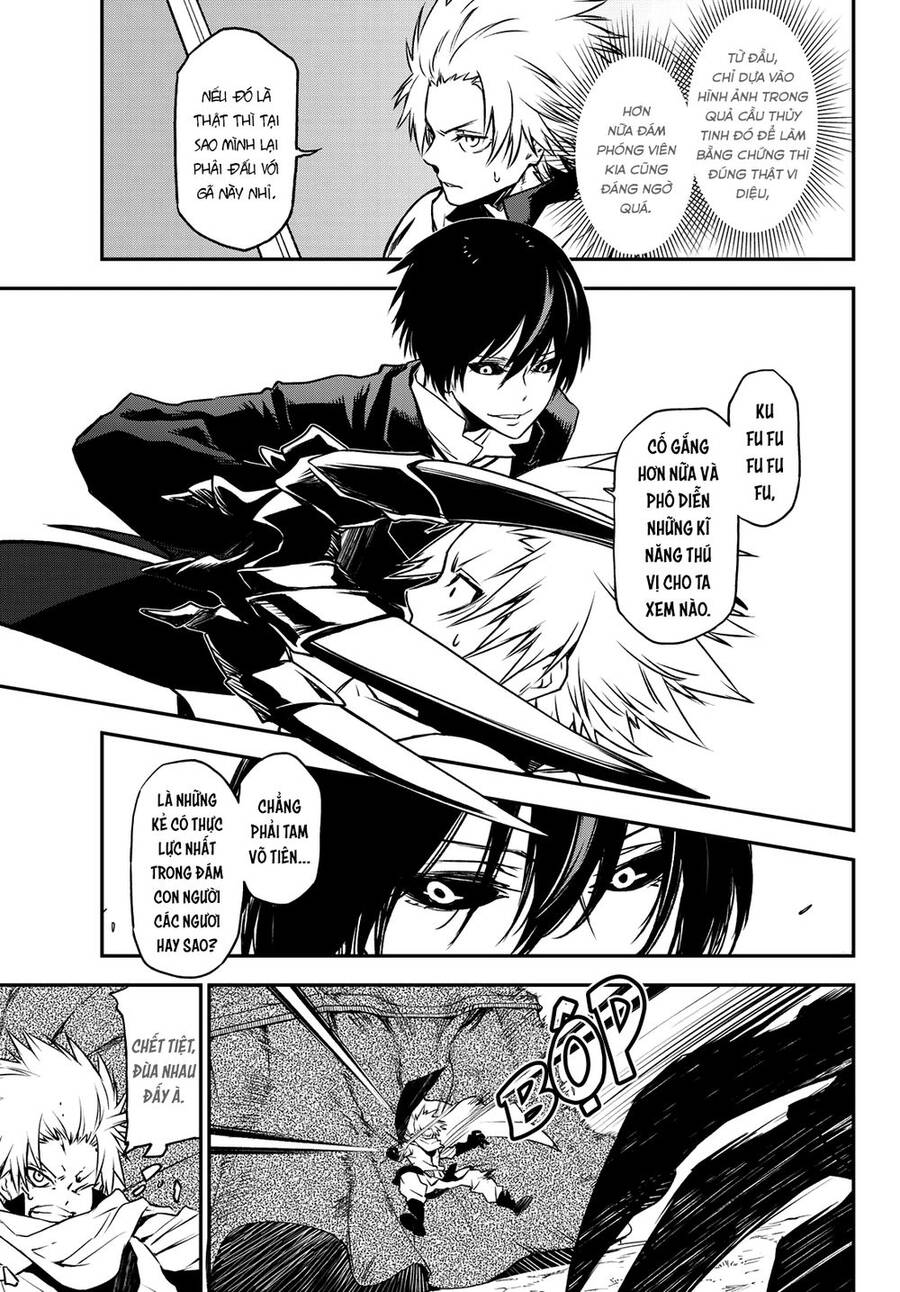 TỪ ĐẦU,
CHỈ DỰA VÀO
HÌNH ẢNH TRONG
QUẢ CẦU THỦY
TINH ĐÓ ĐỂ LÀM
BẰNG CHỨNG THÌ
ĐÚNG THẬT VI
DIỆU,
HƠN
NỮA ĐÁM
PHÓNG VIÊN
KIA CŨNG
ĐÁNG NGỜ
QUÁ.
NẾU ĐÓ LÀ
THẬT THÌ TẠI
SAO MÌNH LẠI
PHẢI ĐẤU VỚI
GÃ NÀY NHỈ.
KU
FU FU
FU FU
FU,
CỐ GẮNG
HƠN NỮA VÀ
PHÔ DIỄN
NHỮNG KĨ
NĂNG THÚ
VỊ CHO TA
XEM NÀO.
CHẲNG
PHẢI TAM
VÕ TIÊN...
LÀ NHỮNG
KẺ CÓ THỰC
LỰC NHẤT
TRONG ĐÁM
CON NGƯỜI
CÁC NGƯƠI
HAY SAO?
BỘP
CHẾT TIỆT,
ĐÙA NHAU
ĐẤY À.